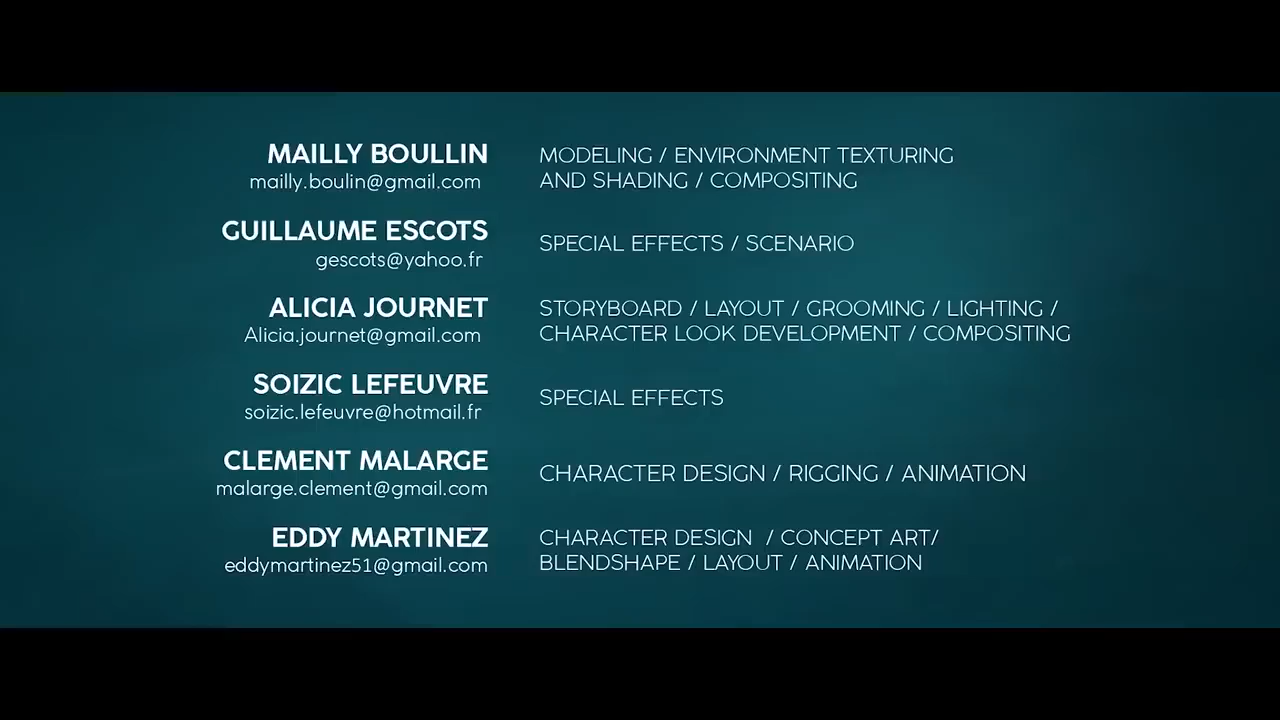 MAILLY BOULLIN
mailly.boulin@gmail.com
MODELING / ENVIRONMENT TEXTURING
AND SHADING / COMPOSITING
GUILLAUME ESCOTS
gescots@yahoo.fr
SPECIAL EFFECTS / SCENARIO
ALICIA JOURNET
Alicia.journet@gmail.com
STORYBOARD / LAYOUT / GROOMING / LIGHTING /
CHARACTER LOOK DEVELOPMENT / COMPOSITING
SOIZIC LEFEUVRE
soizic.lefeuvre@hotmail.fr
SPECIAL EFFECTS
CLEMENT MALARGE
malarge.clement@gmail.com
CHARACTER DESIGN / RIGGING / ANIMATION
EDDY MARTINEZ
eddymartinez51@gmail.com
CHARACTER DESIGN / CONCEPT ART/
BLENDSHAPE / LAYOUT / ANIMATION